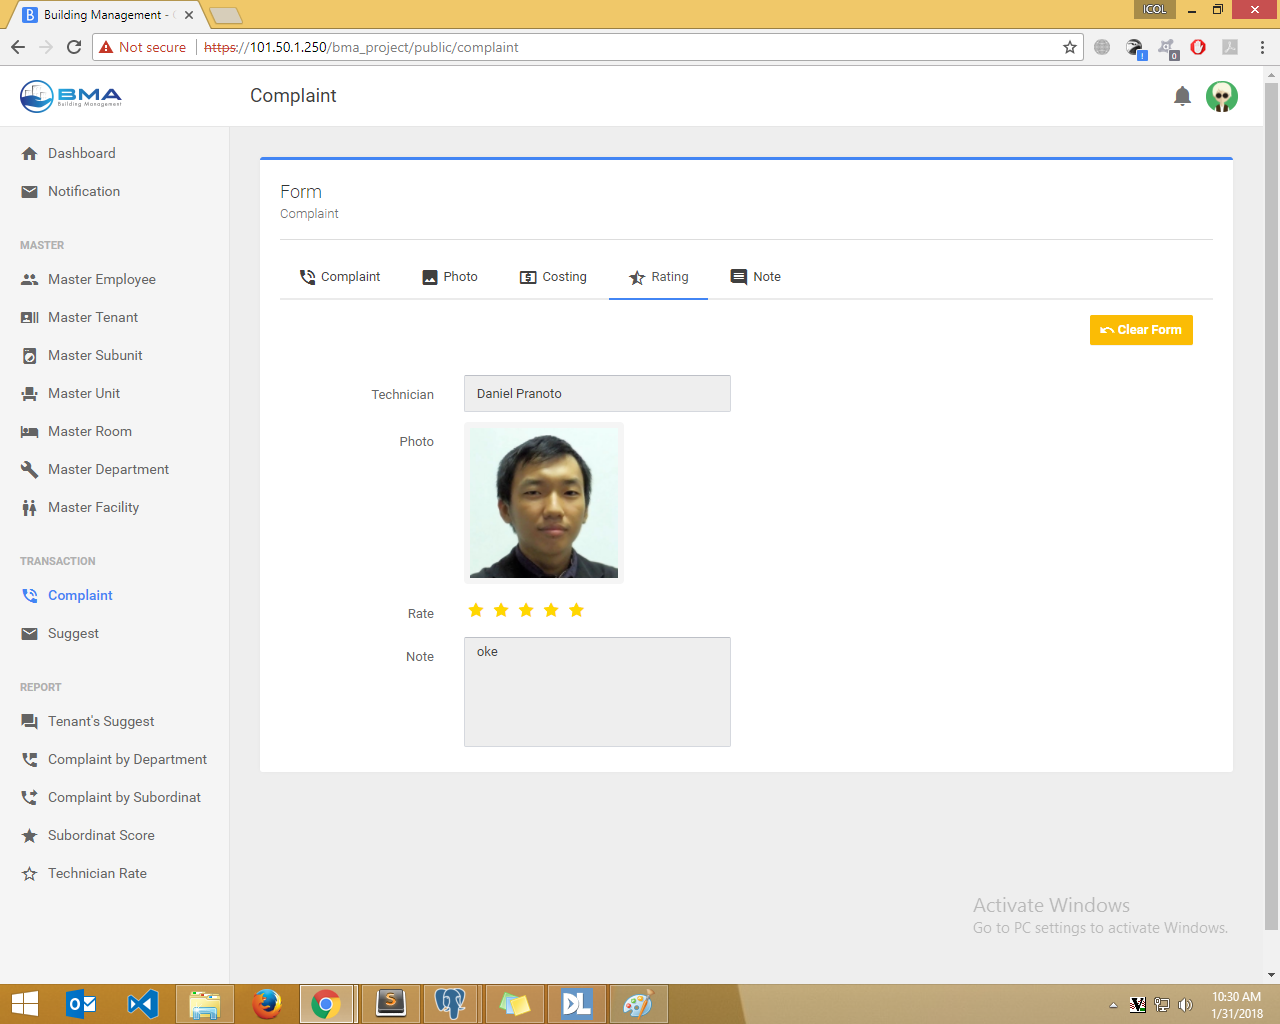 Building Management - C
ICOL
Not secure
https://101.50.1.250/bma_project/public/complaint
!
0
BMA
Building Management
Complaint
Dashboard
Notification
MASTER
Master Employee
Master Tenant
Master Subunit
Master Unit
Master Room
Master Department
Master Facility
TRANSACTION
Complaint
Suggest
REPORT
Tenant's Suggest
Complaint by Department
Complaint by Subordinat
Subordinat Score
Technician Rate
Form
Complaint
Complaint
Photo
Costing
Rating
Note
Clear Form
Technician
Daniel Pranoto
Photo
Rate
Note
oke
Activate Windows
Go to PC settings to activate Windows.
DL
10:30 AM
1/31/2018